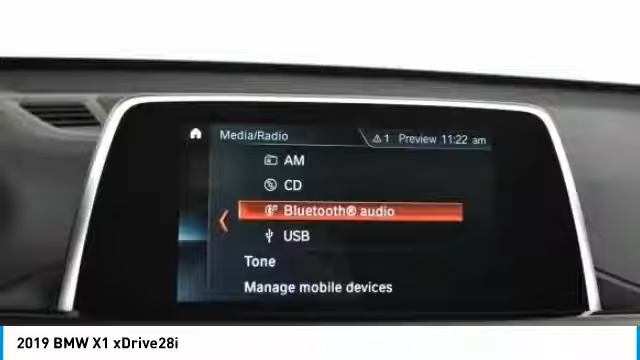 Media/Radio
1 Preview 11:22 am
AM
CD
Bluetooth® audio
USB
Tone
Manage mobile devices
2019 BMW X1 xDrive28i